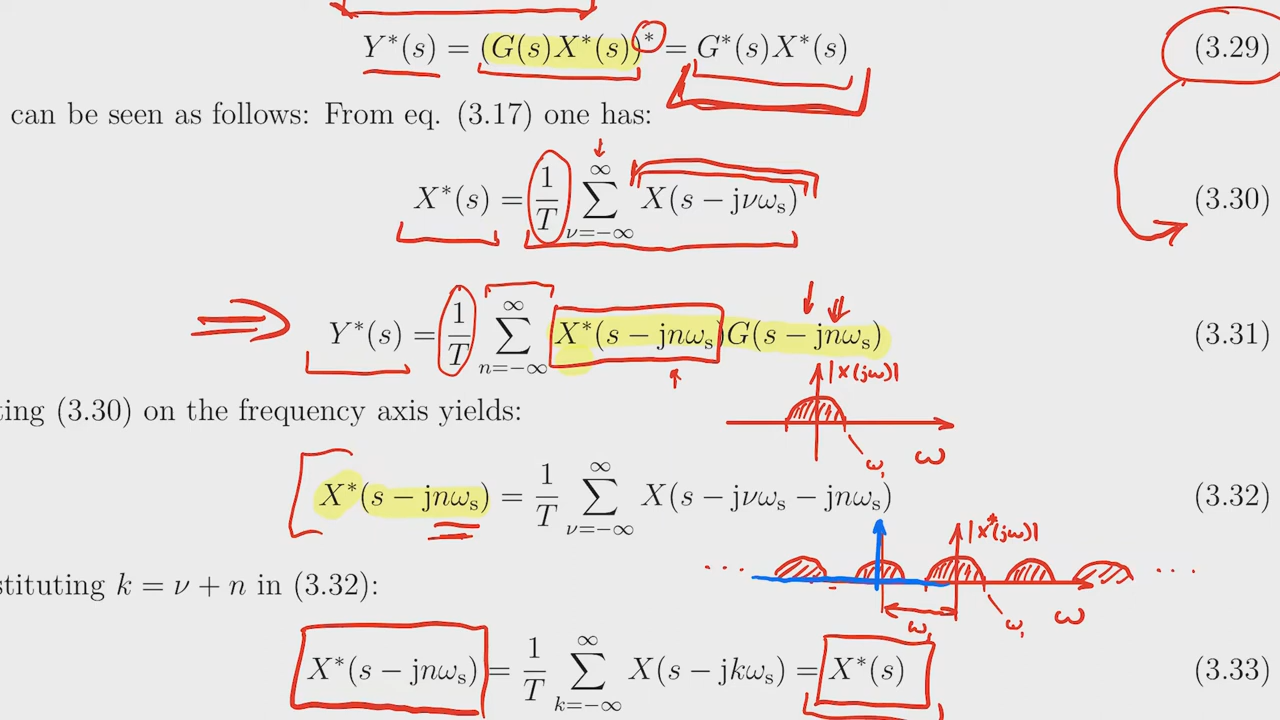 Y*(s) = (G(s)X*(s))* = G*(s)X*(s) (3.29)
can be seen as follows: From eq. (3.17) one has:
X*(s) = 1/T ∑_{ν=−∞}^{∞} X(s − jνω_s) (3.30)
⇒ Y*(s) = 1/T ∑_{n=−∞}^{∞} X*(s − jnω_s)G(s − jnω_s) (3.31)
|X(jω)|
ting (3.30) on the frequency axis yields:
ω
X*(s − jnω_s) = 1/T ∑_{ν=−∞}^{∞} X(s − jνω_s − jnω_s) (3.32)
|X*(jω)|
stituting k = ν + n in (3.32):
ω
X*(s − jnω_s) = 1/T ∑_{k=−∞}^{∞} X(s − jkω_s) = X*(s) (3.33)